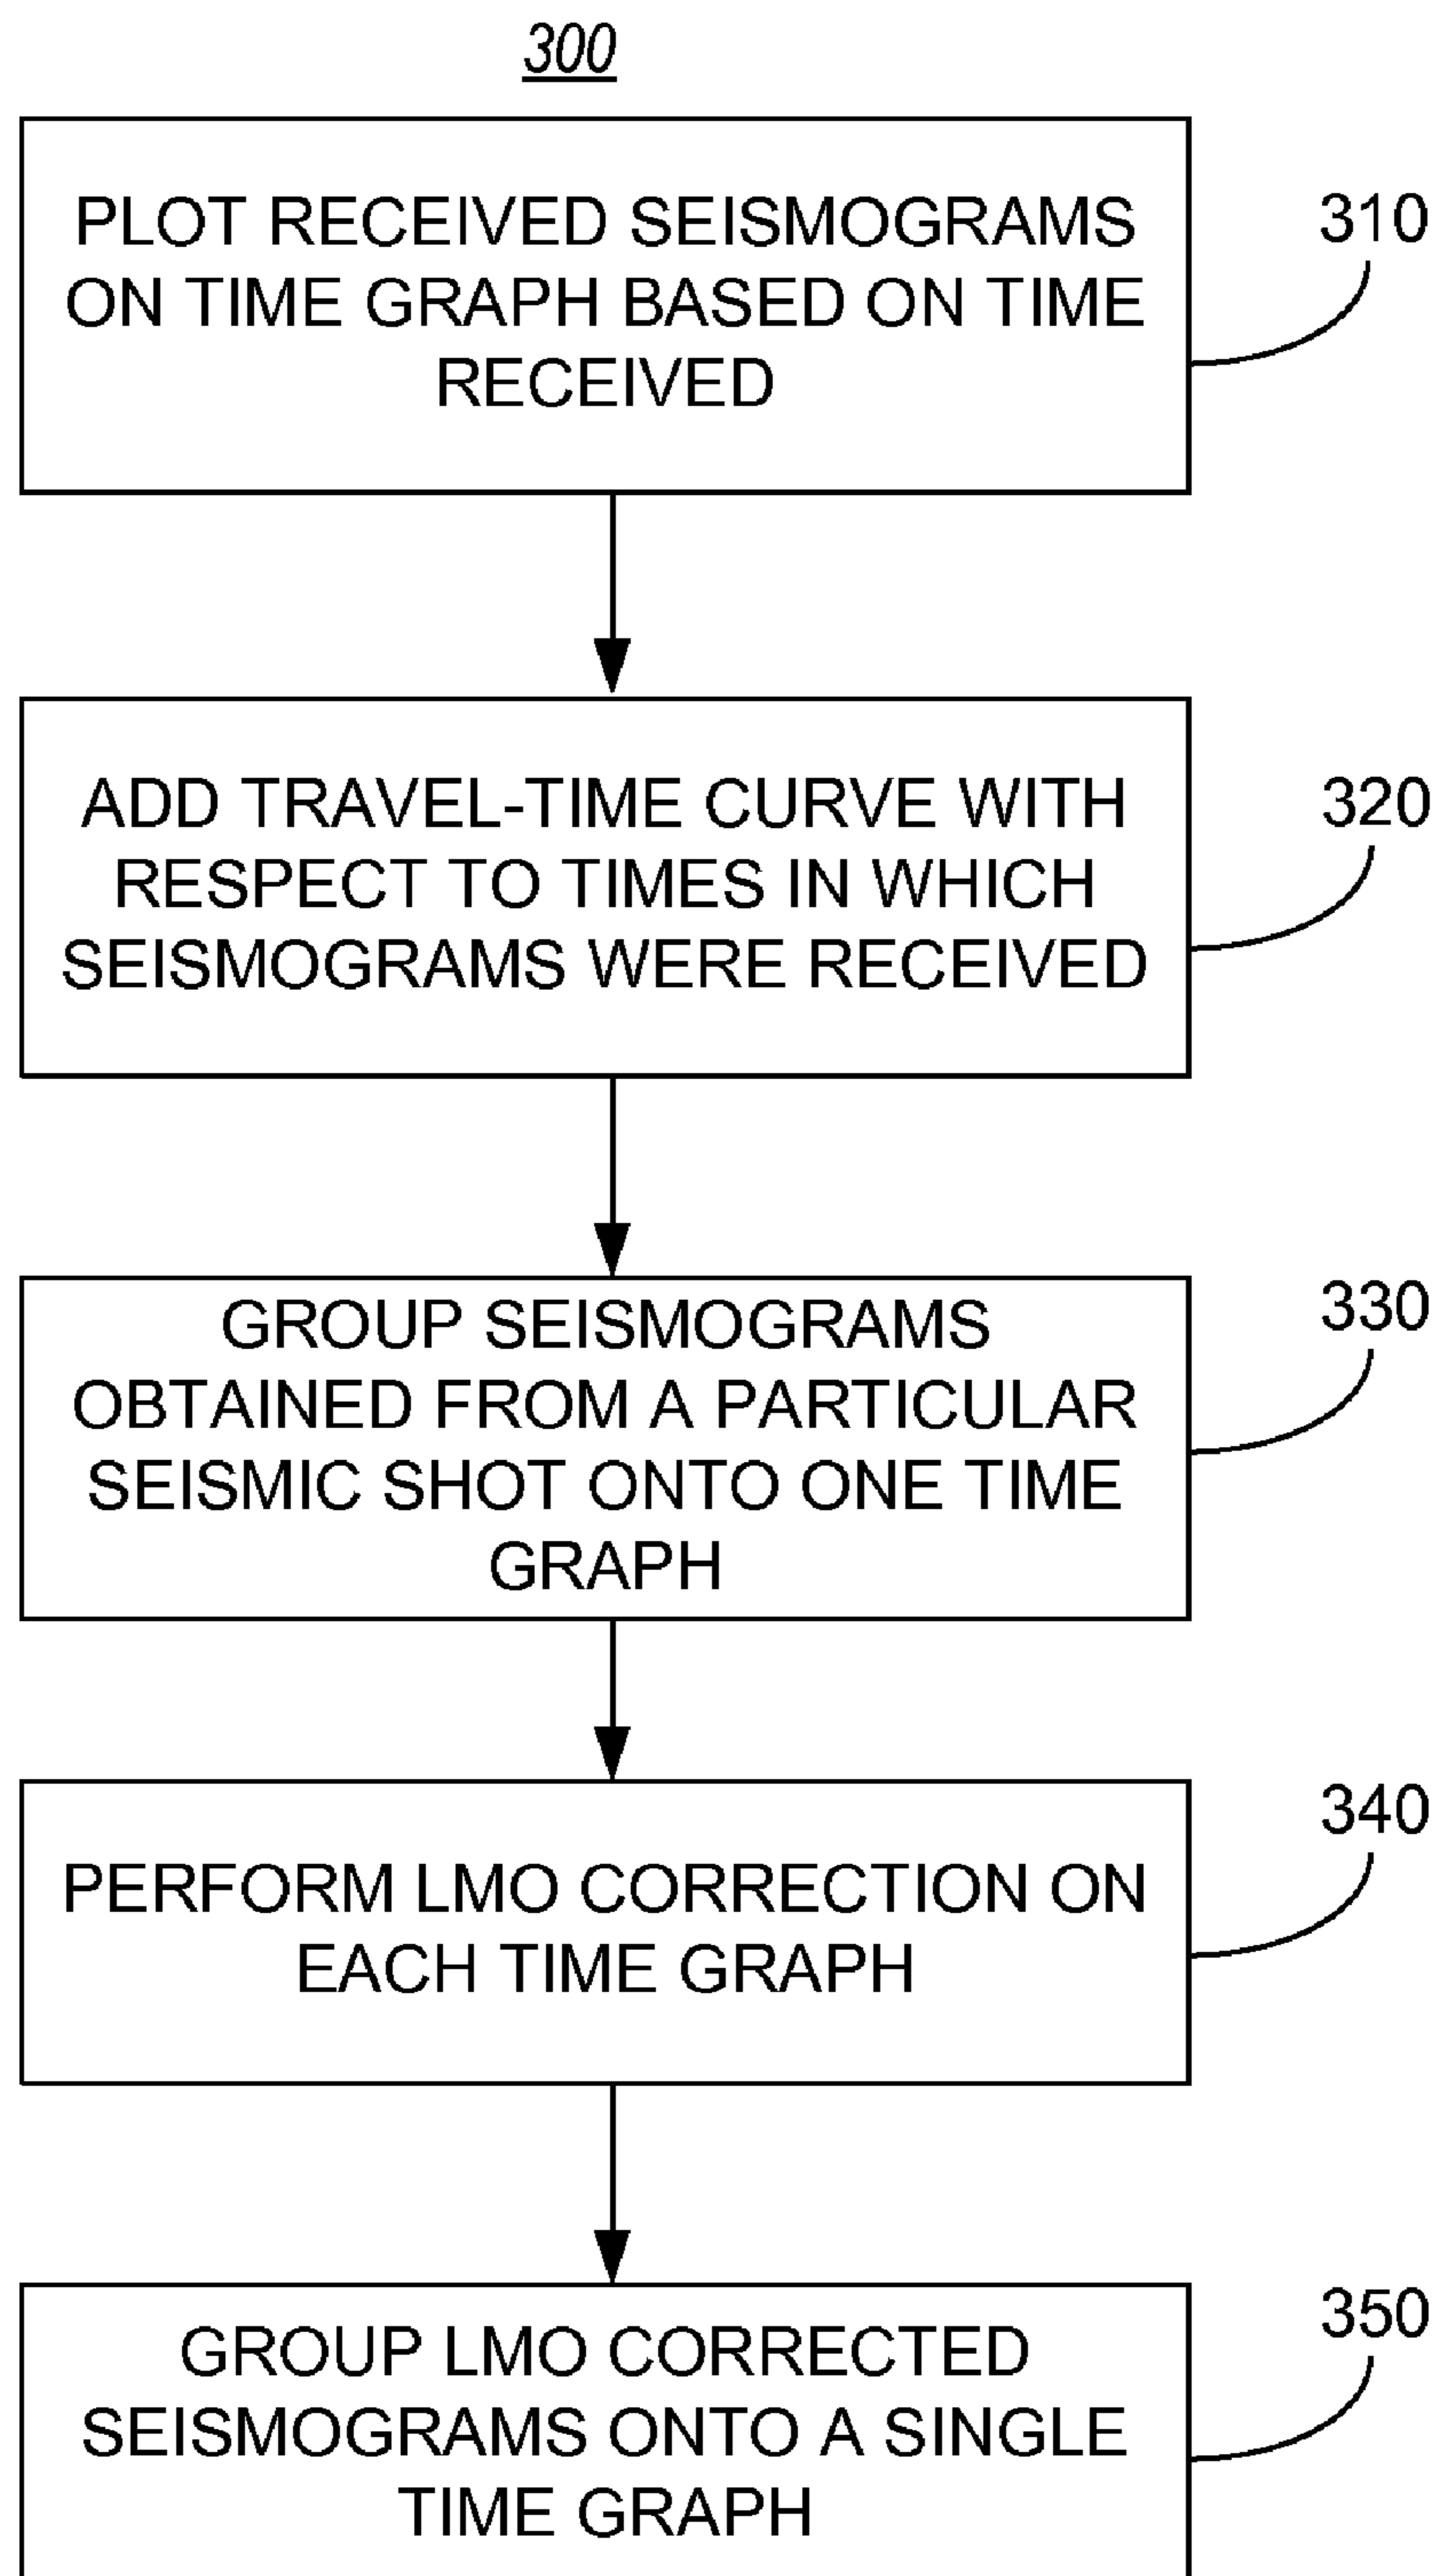 300
PLOT RECEIVED SEISMOGRAMS
ON TIME GRAPH BASED ON TIME
RECEIVED
310
ADD TRAVEL-TIME CURVE WITH
RESPECT TO TIMES IN WHICH
SEISMOGRAMS WERE RECEIVED
320
GROUP SEISMOGRAMS
OBTAINED FROM A PARTICULAR
SEISMIC SHOT ONTO ONE TIME
GRAPH
330
PERFORM LMO CORRECTION ON
EACH TIME GRAPH
340
GROUP LMO CORRECTED
SEISMOGRAMS ONTO A SINGLE
TIME GRAPH
350